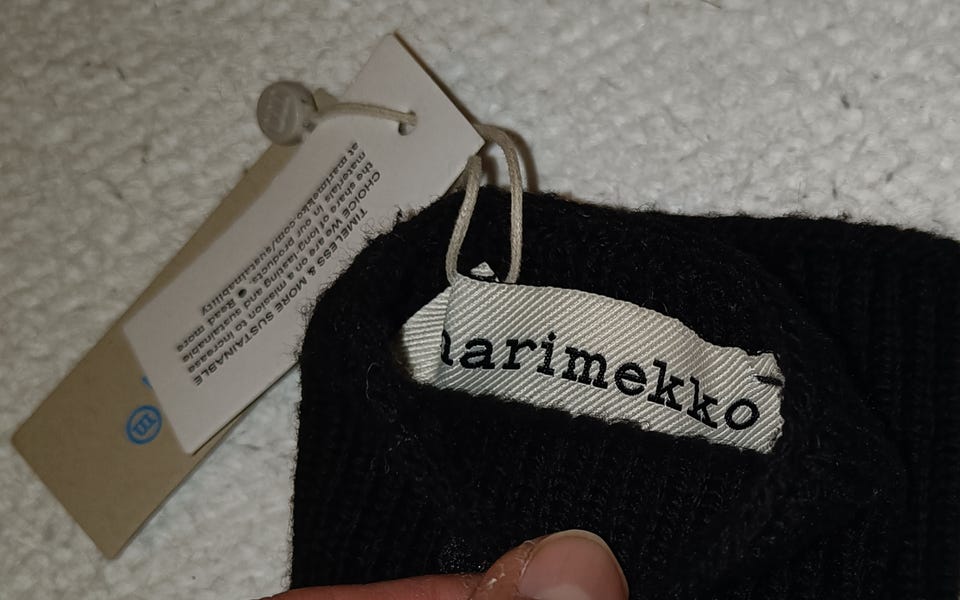 TIMELESS & MORE SUSTAINABLE
CHOICE We are on a mission to increase
the share of long-lasting and sustainable
materials in our products. Read more
at marimekko.com/sustainability
m
m
marimekko